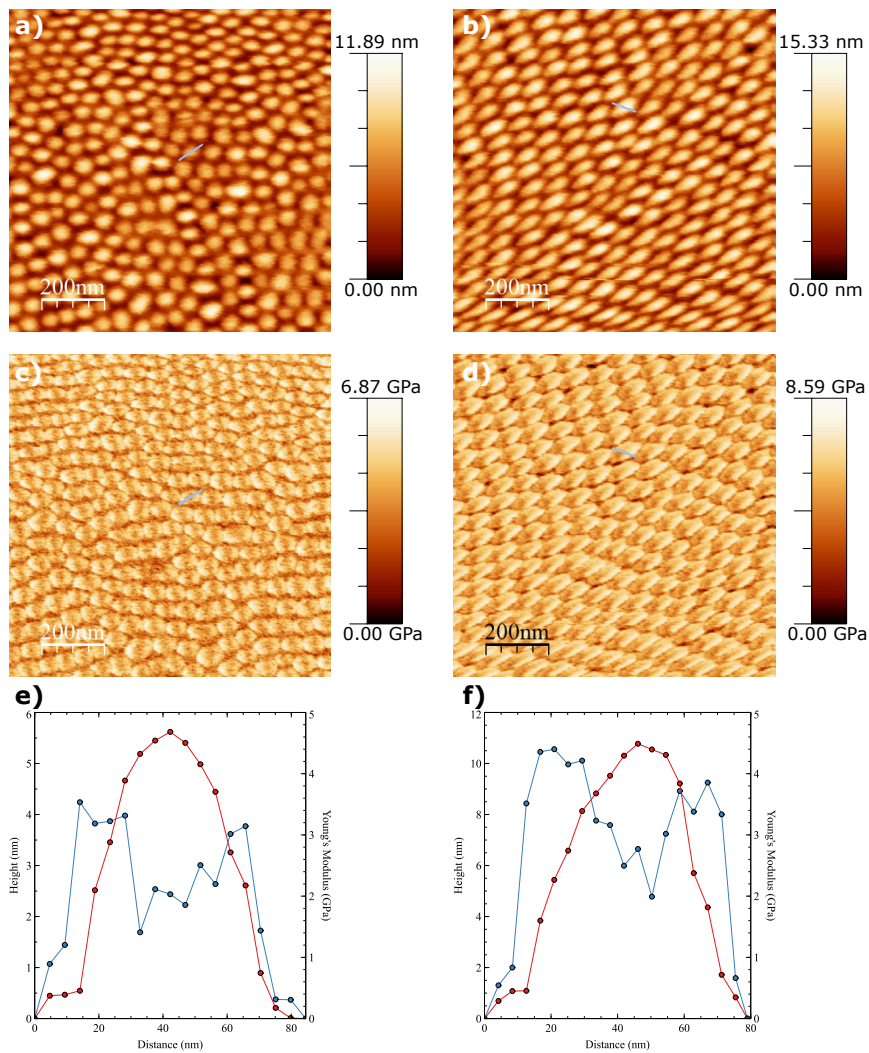 a)
11.89 nm
0.00 nm
200nm
b)
15.33 nm
0.00 nm
200nm
c)
6.87 GPa
0.00 GPa
200nm
d)
8.59 GPa
0.00 GPa
200nm
e)
6
5
4
3
2
1
0
Height (nm)
5
4
3
2
1
0
Young's Modulus (GPa)
0 20 40 60 80
Distance (nm)
f)
12
10
8
6
4
2
0
Height (nm)
5
4
3
2
1
0
Young's Modulus (GPa)
0 20 40 60 80
Distance (nm)